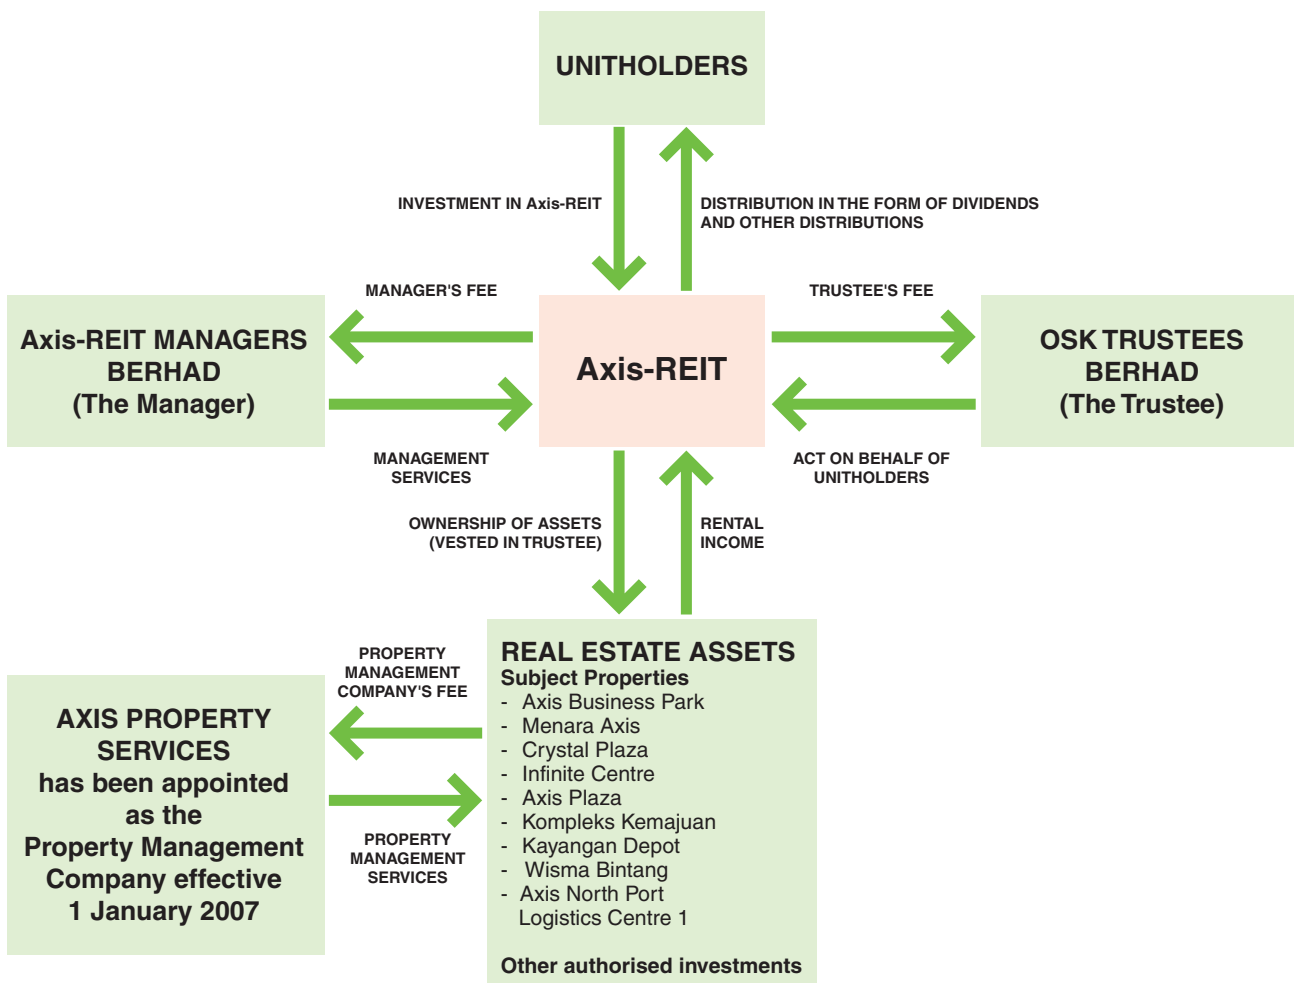 UNITHOLDERS
INVESTMENT IN Axis-REIT
DISTRIBUTION IN THE FORM OF DIVIDENDS
AND OTHER DISTRIBUTIONS
MANAGER'S FEE
TRUSTEE'S FEE
Axis-REIT MANAGERS
BERHAD
(The Manager)
Axis-REIT
OSK TRUSTEES
BERHAD
(The Trustee)
MANAGEMENT
SERVICES
ACT ON BEHALF OF
UNITHOLDERS
OWNERSHIP OF ASSETS
(VESTED IN TRUSTEE)
RENTAL
INCOME
PROPERTY
MANAGEMENT
COMPANY'S FEE
AXIS PROPERTY
SERVICES
has been appointed
as the
Property Management
Company effective
1 January 2007
PROPERTY
MANAGEMENT
SERVICES
REAL ESTATE ASSETS
Subject Properties
- Axis Business Park
- Menara Axis
- Crystal Plaza
- Infinite Centre
- Axis Plaza
- Kompleks Kemajuan
- Kayangan Depot
- Wisma Bintang
- Axis North Port
Logistics Centre 1
Other authorised investments